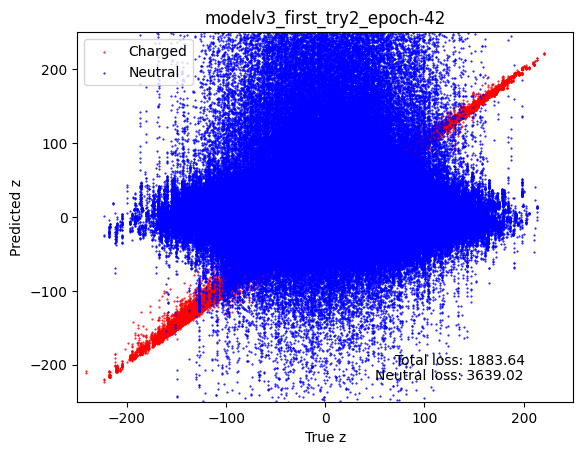 modelv3_first_try2_epoch-42
Charged
Neutral
Predicted z
200
100
0
−100
−200
Total loss: 1883.64
Neutral loss: 3639.02
−200
−100
0
100
200
True z